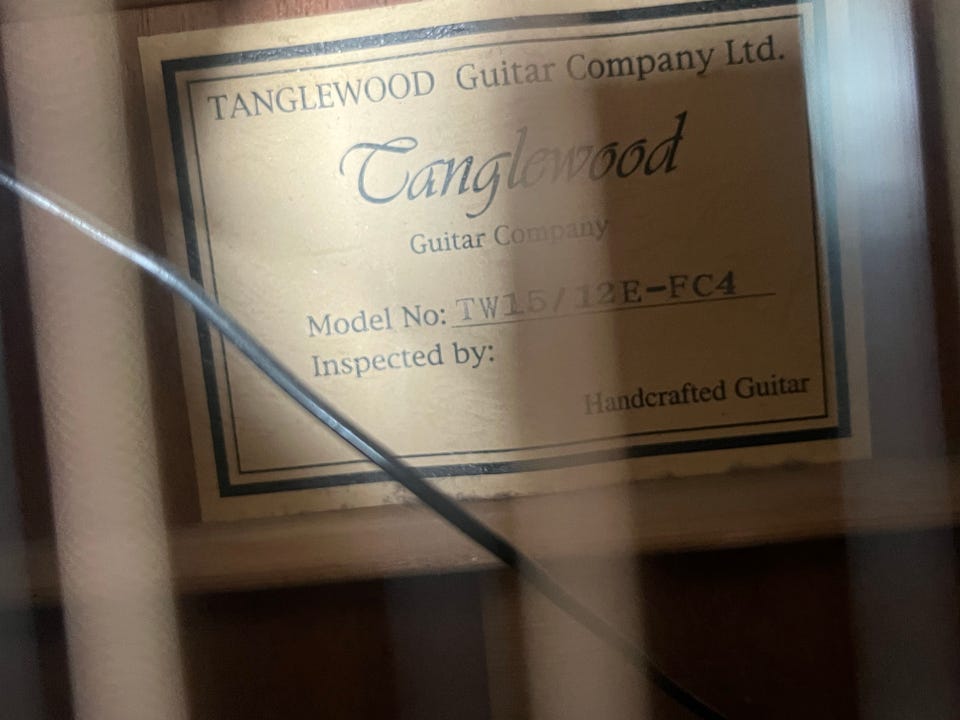 TANGLEWOOD Guitar Company Ltd.
Tanglewood
Guitar Company
Model No: TW15/12E-FC4
Inspected by:
Handcrafted Guitar